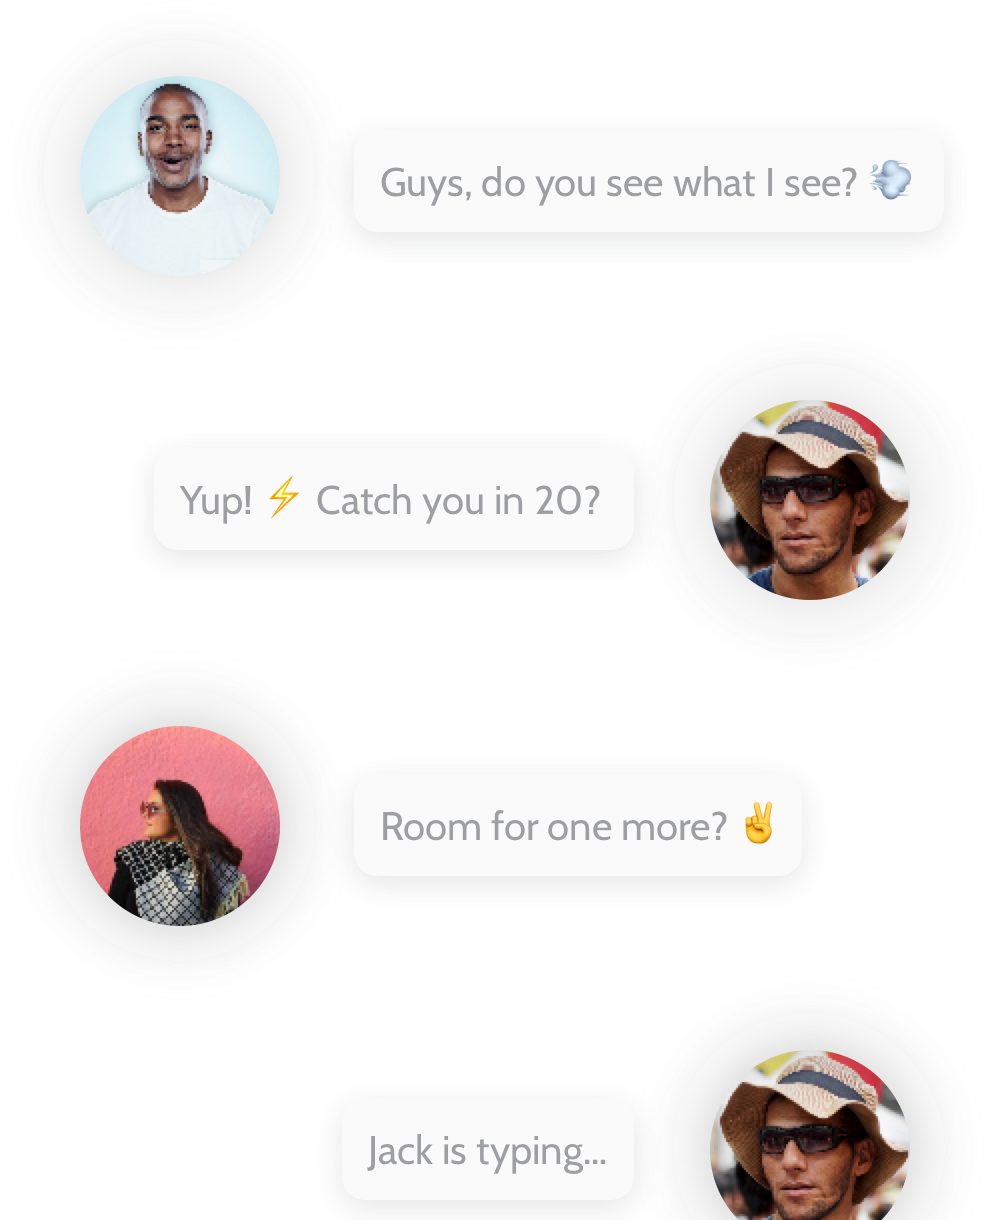 Guys, do you see what I see? 💨
Yup! ⚡ Catch you in 20?
Room for one more? ✌
Jack is typing...